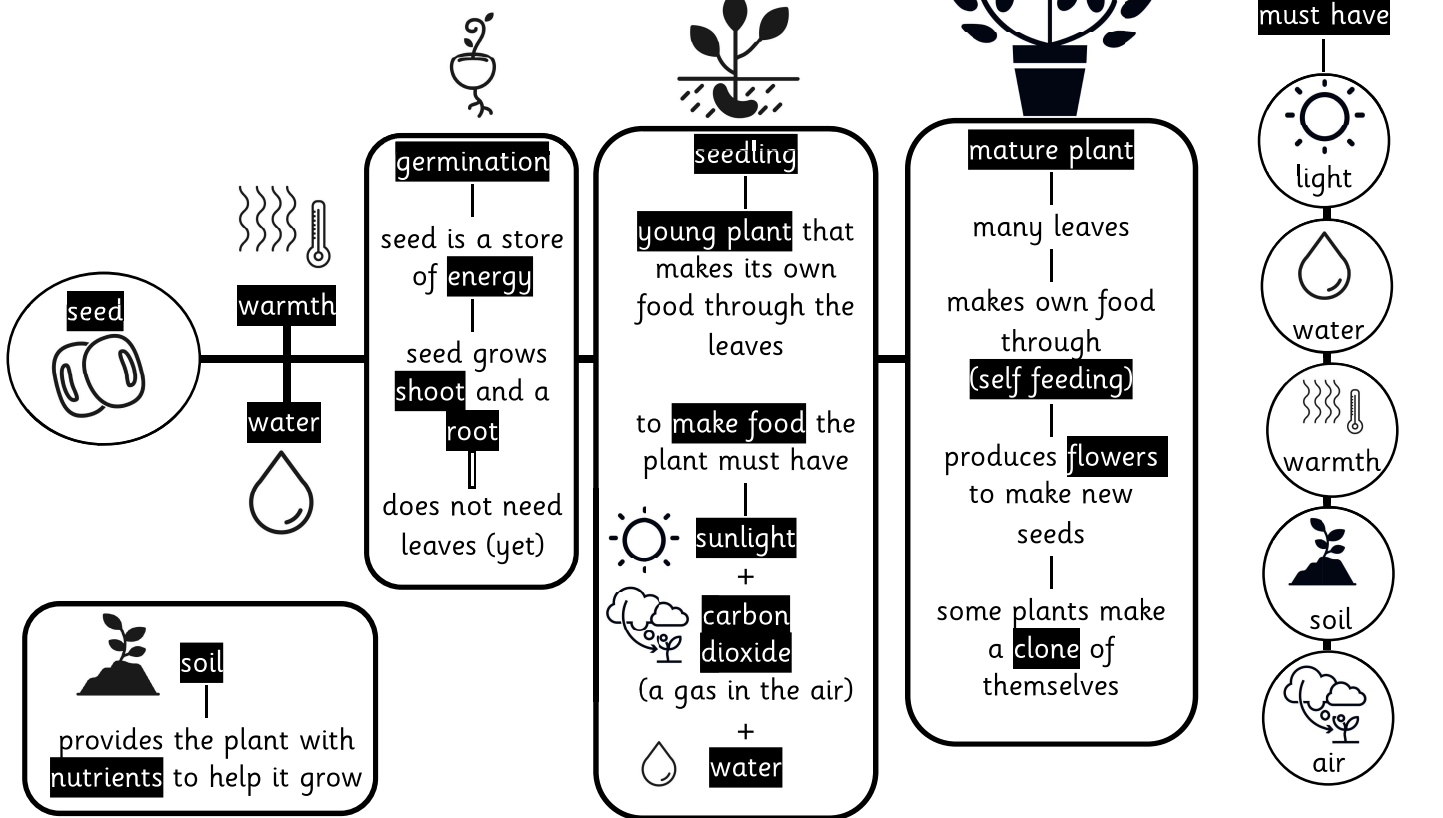 seed
warmth
water
germination
seed is a store
of energy
seed grows
shoot and a
root
does not need
leaves (yet)
soil
provides the plant with
nutrients to help it grow
seedling
young plant that
makes its own
food through the
leaves
to make food the
plant must have
sunlight
+
carbon
dioxide
(a gas in the air)
+
water
mature plant
many leaves
makes own food
through
(self feeding)
produces flowers
to make new
seeds
some plants make
a clone of
themselves
must have
light
water
warmth
soil
air